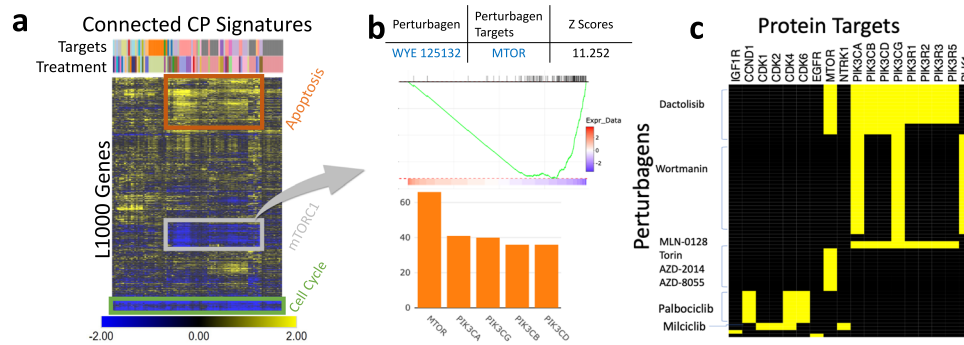 a
Connected CP Signatures
Targets
Treatment
L1000 Genes
Apoptosis
mTORC1
Cell Cycle
-2.00
0.00
2.00
b
Perturbagen
Perturbagen
Targets
Z Scores
WYE 125132
MTOR
11.252
Expr_Data
2
0
-2
60
40
20
0
MTOR
PIK3CA
PIK3CG
PIK3CB
PIK3CD
c
Protein Targets
IGF1R
CCND1
CDK1
CDK2
CDK4
CDK6
EGFR
MTOR
NTRK1
PIK3CA
PIK3CB
PIK3CD
PIK3CG
PIK3R1
PIK3R2
PIK3R3
PIK3R5
Perturbagens
Dactolisib
Wortmanin
MLN-0128
Torin
AZD-2014
AZD-8055
Palbociclib
Milciclib